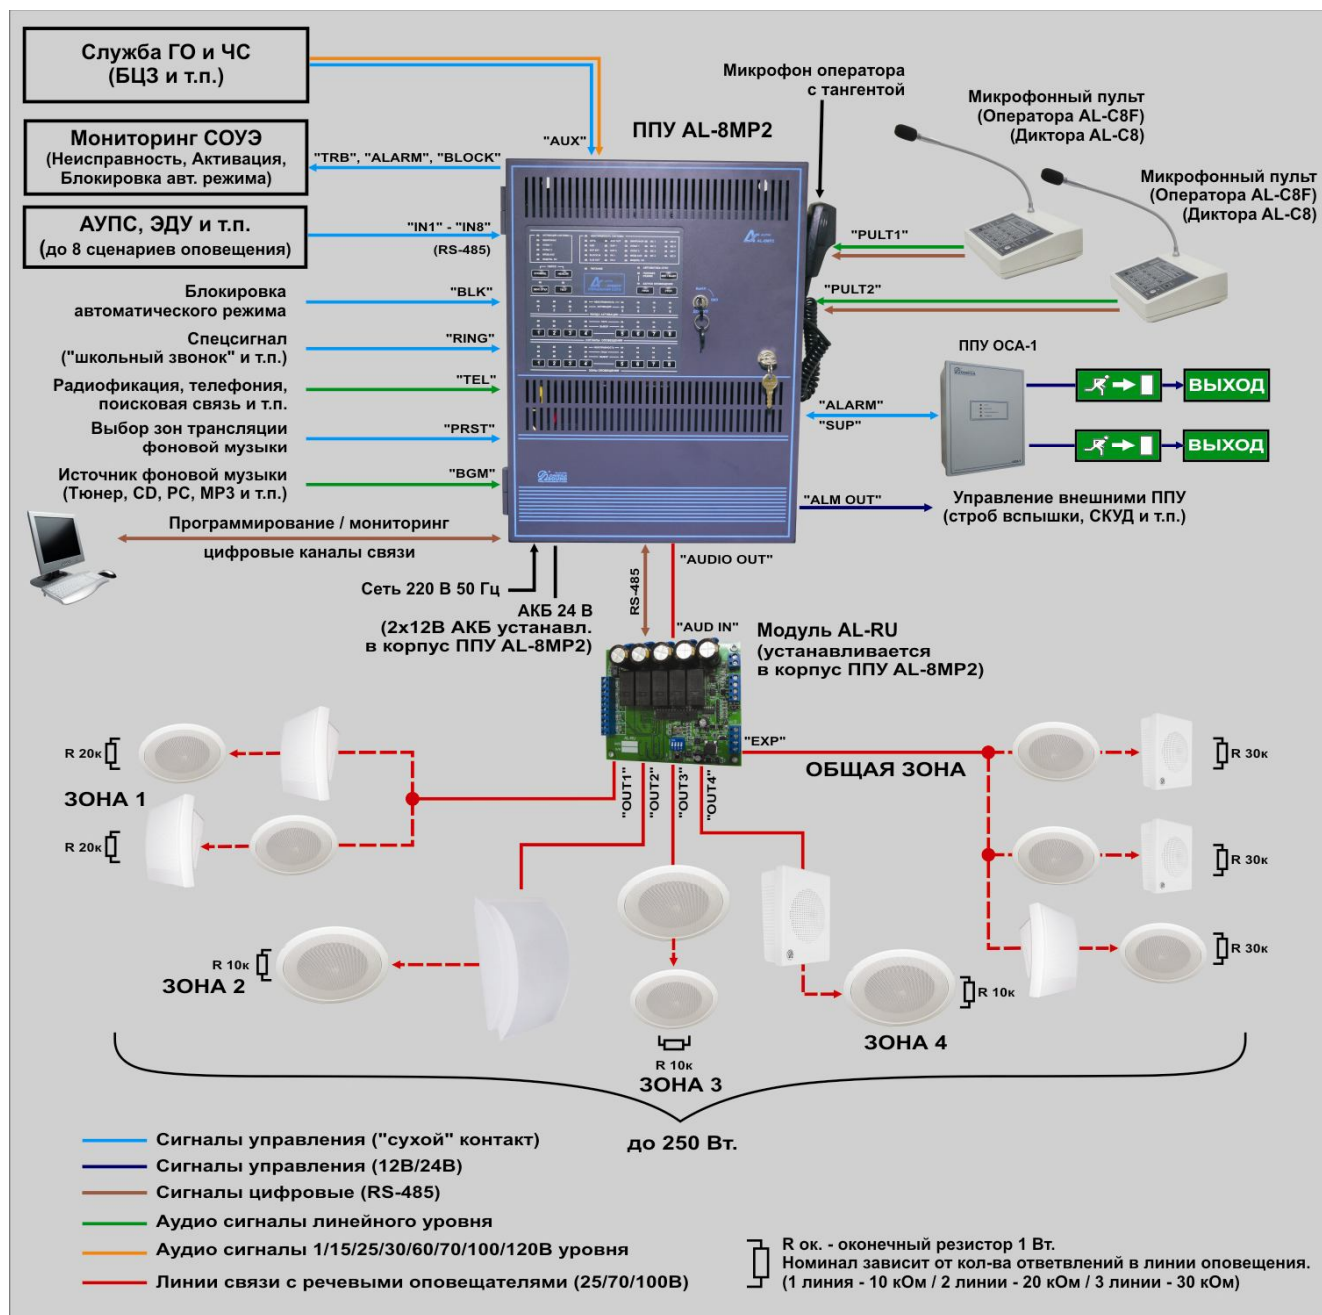 Служба ГО и ЧС
(БЦЗ и т.п.)
"AUX"
ППУ AL-8MP2
Микрофон оператора
с тангентой
Микрофонный пульт
(Оператора AL-C8F)
(Диктора AL-C8)
Микрофонный пульт
(Оператора AL-C8F)
(Диктора AL-C8)
Мониторинг СОУЭ
(Неисправность, Активация,
Блокировка авт. режима)
"TRB", "ALARM", "BLOCK"
АУПС, ЭДУ и т.п.
(до 8 сценариев оповещения)
"IN1" - "IN8"
(RS-485)
"PULT1"
"PULT2"
Блокировка
автоматического режима
"BLK"
Спецсигнал
("школьный звонок" и т.п.)
"RING"
Радиофикация, телефония,
поисковая связь и т.п.
"TEL"
Выбор зон трансляции
фоновой музыки
"PRST"
Источник фоновой музыки
(Тюнер, CD, PC, MP3 и т.п.)
"BGM"
ППУ ОСА-1
ВЫХОД
ВЫХОД
"ALARM"
"SUP"
"ALM OUT"
Управление внешними ППУ
(строб вспышки, СКУД и т.п.)
Программирование / мониторинг
цифровые каналы связи
Сеть 220 В 50 Гц
АКБ 24 В
(2x12В АКБ устанавл.
в корпус ППУ AL-8MP2)
RS-485
"AUDIO OUT"
"AUD IN"
Модуль AL-RU
(устанавливается
в корпус ППУ AL-8MP2)
"EXP"
ОБЩАЯ ЗОНА
"OUT1"
"OUT2"
"OUT3"
"OUT4"
R 20к
ЗОНА 1
R 20к
R 30к
R 30к
R 30к
R 10к
ЗОНА 2
R 10к
ЗОНА 3
R 10к
ЗОНА 4
до 250 Вт.
Сигналы управления ("сухой" контакт)
Сигналы управления (12В/24В)
Сигналы цифровые (RS-485)
Аудио сигналы линейного уровня
Аудио сигналы 1/15/25/30/60/70/100/120В уровня
Линии связи с речевыми оповещателями (25/70/100В)
R ок. - оконечный резистор 1 Вт.
Номинал зависит от кол-ва ответвлений в линии оповещения.
(1 линия - 10 кОм / 2 линии - 20 кОм / 3 линии - 30 кОм)